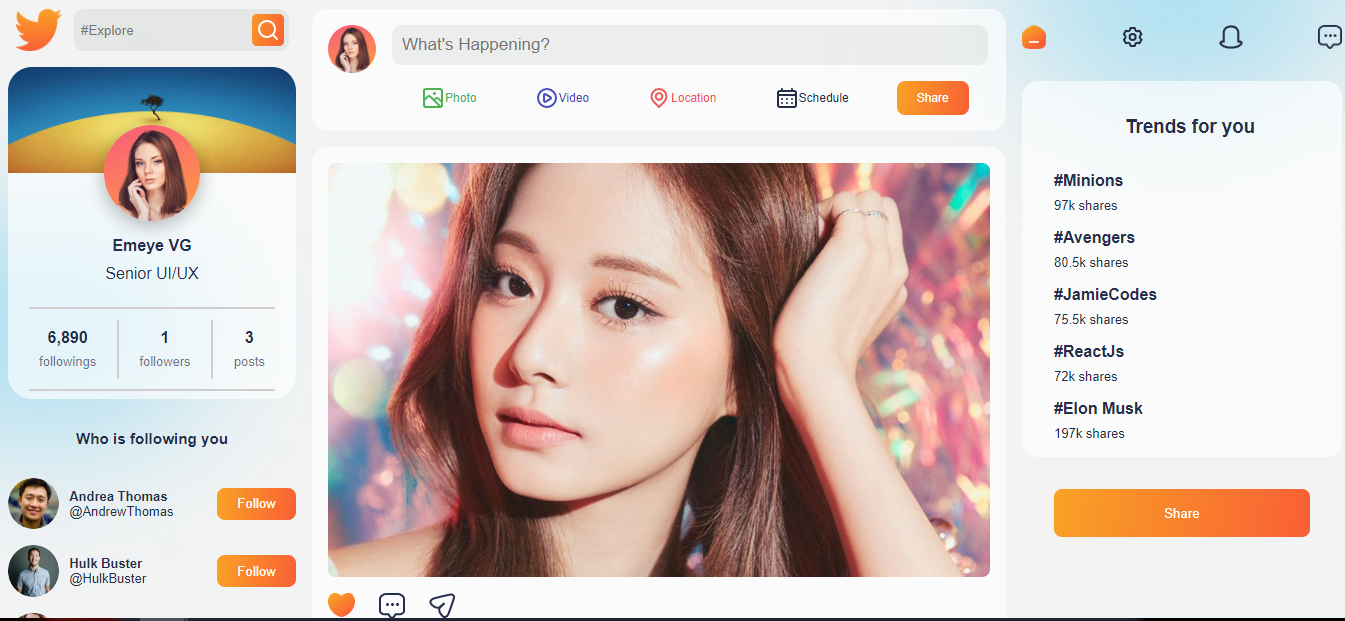 #Explore
Emeye VG
Senior UI/UX
6,890
followings
1
followers
3
posts
Who is following you
Andrea Thomas
@AndrewThomas
Follow
Hulk Buster
@HulkBuster
Follow
What's Happening?
Photo
Video
Location
Schedule
Share
Trends for you
#Minions
97k shares
#Avengers
80.5k shares
#JamieCodes
75.5k shares
#ReactJs
72k shares
#Elon Musk
197k shares
Share